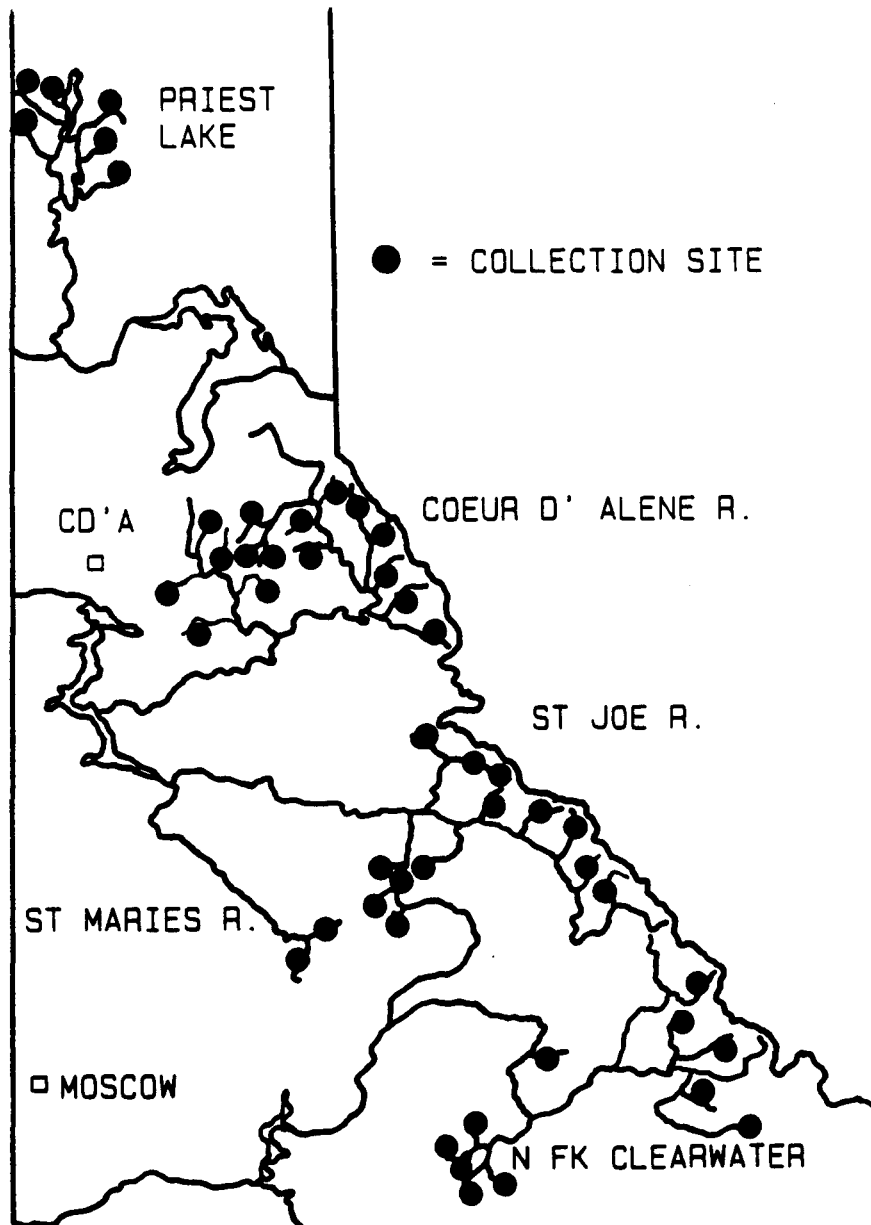 PRIEST
LAKE
● = COLLECTION SITE
COEUR D' ALENE R.
CD'A
ST JOE R.
ST MARIES R.
MOSCOW
N FK CLEARWATER